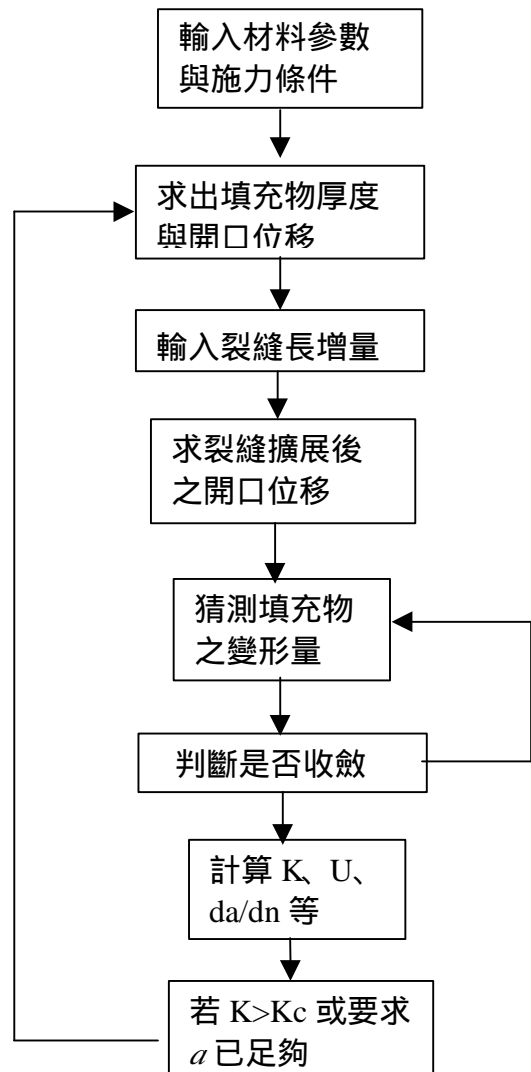 輸入材料參數
與施力條件
求出填充物厚度
與開口位移
輸入裂縫長增量
求裂縫擴展後
之開口位移
猜測填充物
之變形量
判斷是否收斂
計算 K、U、
da/dn 等
若 K>Kc 或要求
a 已足夠